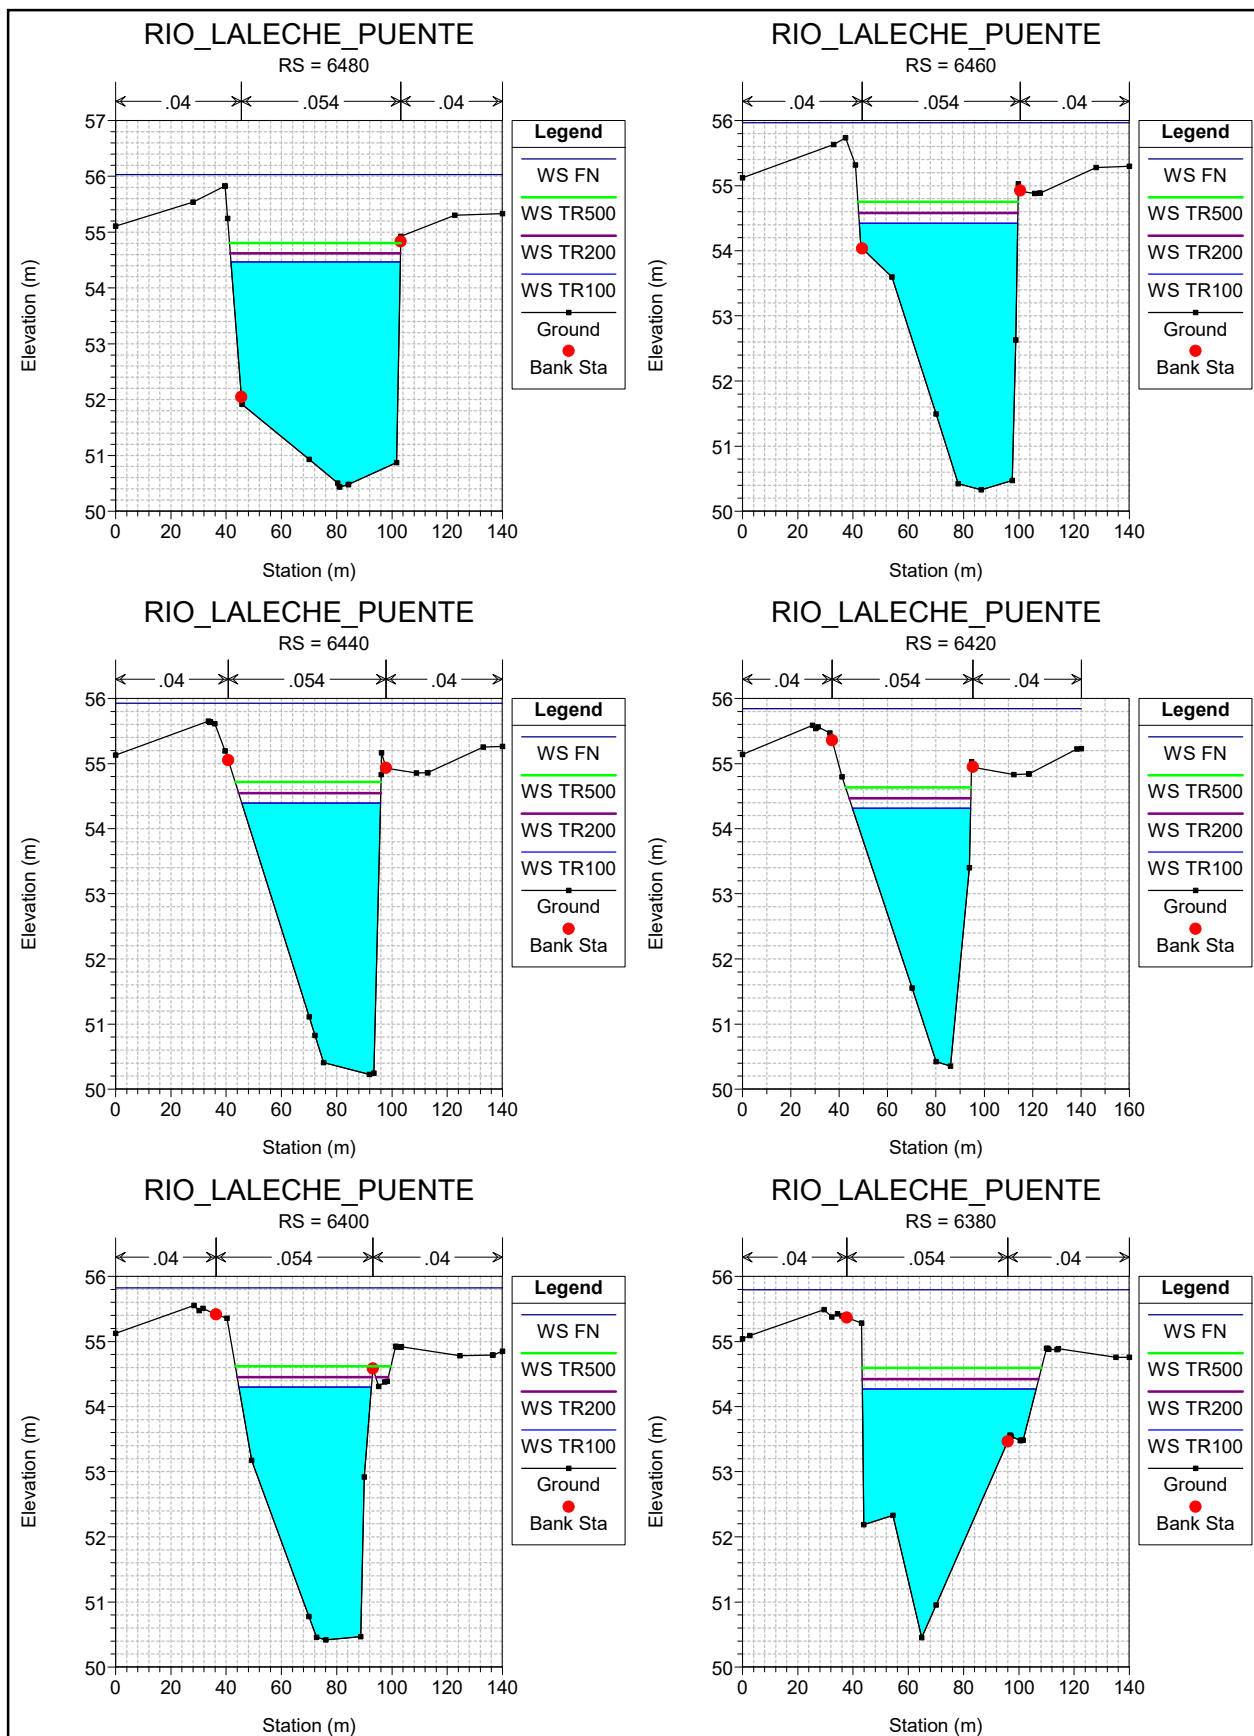 RIO_LALECHE_PUENTE
RS = 6480
.04 .054 .04
57
56
55
54
53
52
51
50
Elevation (m)
0 20 40 60 80 100 120 140
Station (m)
Legend
WS FN
WS TR500
WS TR200
WS TR100
Ground
Bank Sta
RIO_LALECHE_PUENTE
RS = 6460
.04 .054 .04
56
55
54
53
52
51
50
Elevation (m)
0 20 40 60 80 100 120 140
Station (m)
Legend
WS FN
WS TR500
WS TR200
WS TR100
Ground
Bank Sta
RIO_LALECHE_PUENTE
RS = 6440
.04 .054 .04
56
55
54
53
52
51
50
Elevation (m)
0 20 40 60 80 100 120 140
Station (m)
Legend
WS FN
WS TR500
WS TR200
WS TR100
Ground
Bank Sta
RIO_LALECHE_PUENTE
RS = 6420
.04 .054 .04
56
55
54
53
52
51
50
Elevation (m)
0 20 40 60 80 100 120 140 160
Station (m)
Legend
WS FN
WS TR500
WS TR200
WS TR100
Ground
Bank Sta
RIO_LALECHE_PUENTE
RS = 6400
.04 .054 .04
56
55
54
53
52
51
50
Elevation (m)
0 20 40 60 80 100 120 140
Station (m)
Legend
WS FN
WS TR500
WS TR200
WS TR100
Ground
Bank Sta
RIO_LALECHE_PUENTE
RS = 6380
.04 .054 .04
56
55
54
53
52
51
50
Elevation (m)
0 20 40 60 80 100 120 140
Station (m)
Legend
WS FN
WS TR500
WS TR200
WS TR100
Ground
Bank Sta